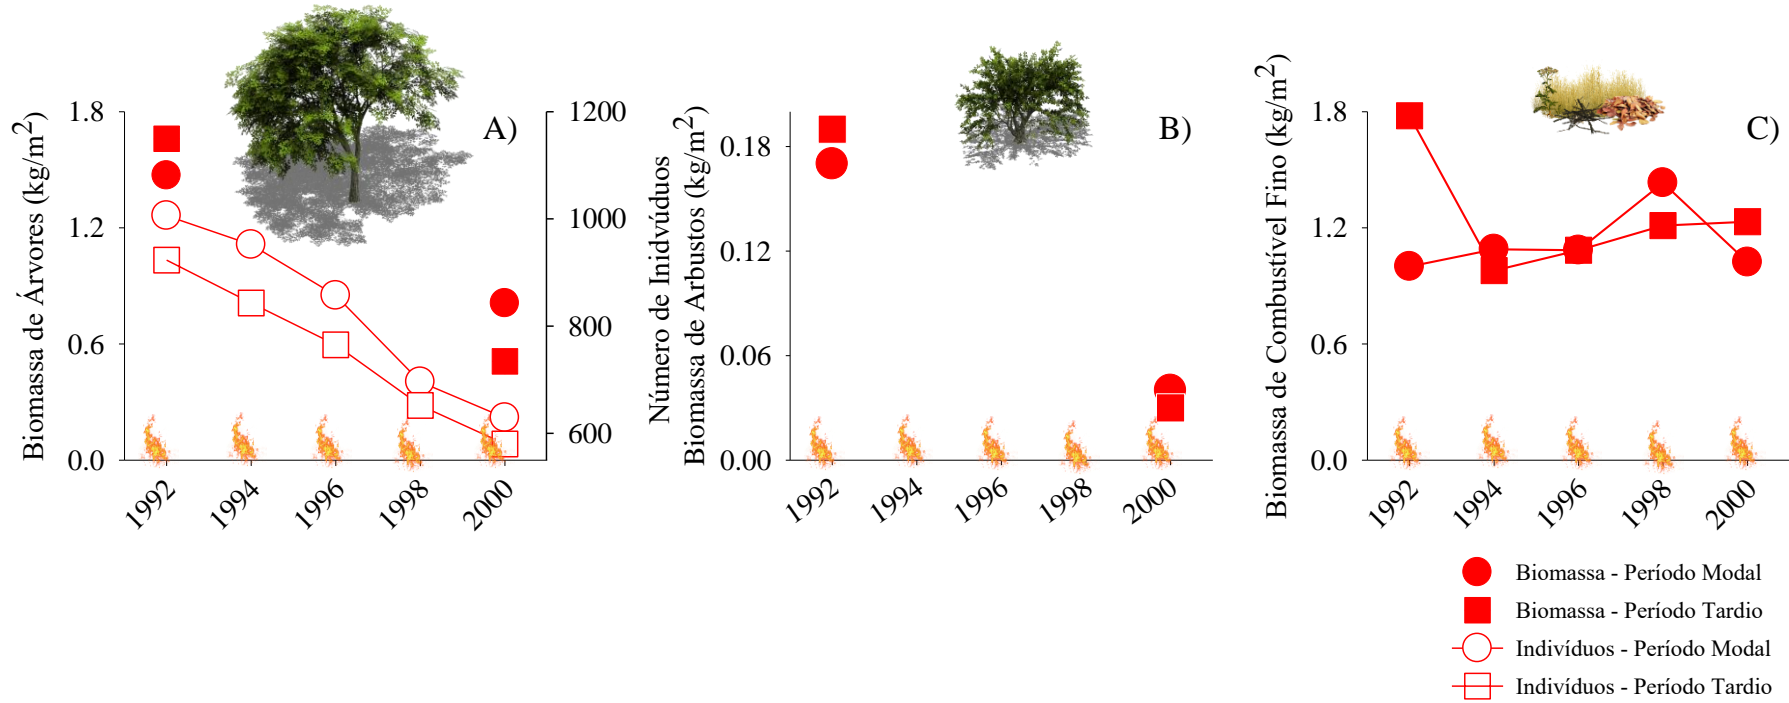 A)
Biomassa de Árvores (kg/m2)
1.8
1.2
0.6
0.0
1200
1000
800
600
Número de Inidvúduos
1992
1994
1996
1998
2000
B)
Biomassa de Arbustos (kg/m2)
0.18
0.12
0.06
0.00
1992
1994
1996
1998
2000
C)
Biomassa de Combustível Fino (kg/m2)
1.8
1.2
0.6
0.0
1992
1994
1996
1998
2000
Biomassa - Período Modal
Biomassa - Período Tardio
Indivíduos - Período Modal
Indivíduos - Período Tardio